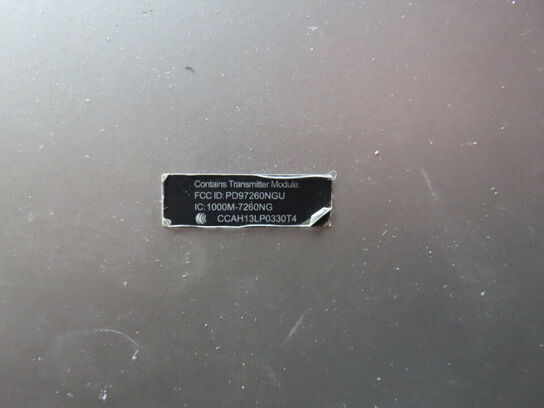 Contains Transmitter Module.
FCC ID: PD97260NGU
IC: 1000M-7260NG
CCAH13LP0330T4